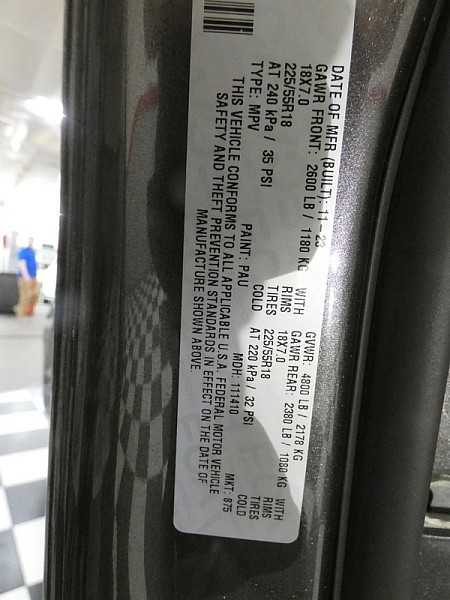 DATE OF MFR (BUILT): 11-23 GVWR: 4800 LB / 2178 KG
GAWR FRONT: 2600 LB / 1180 KG WITH GAWR REAR: 2380 LB / 1080 KG WITH
18X7.0 RIMS 18X7.0 RIMS
225/55R18 TIRES 225/55R18 TIRES
AT 240 kPa / 35 PSI COLD AT 220 kPa / 32 PSI COLD
TYPE: MPV PAINT: PAU MDH: 111410 MKT: 875
THIS VEHICLE CONFORMS TO ALL APPLICABLE U.S.A. FEDERAL MOTOR VEHICLE
SAFETY AND THEFT PREVENTION STANDARDS IN EFFECT ON THE DATE OF
MANUFACTURE SHOWN ABOVE.